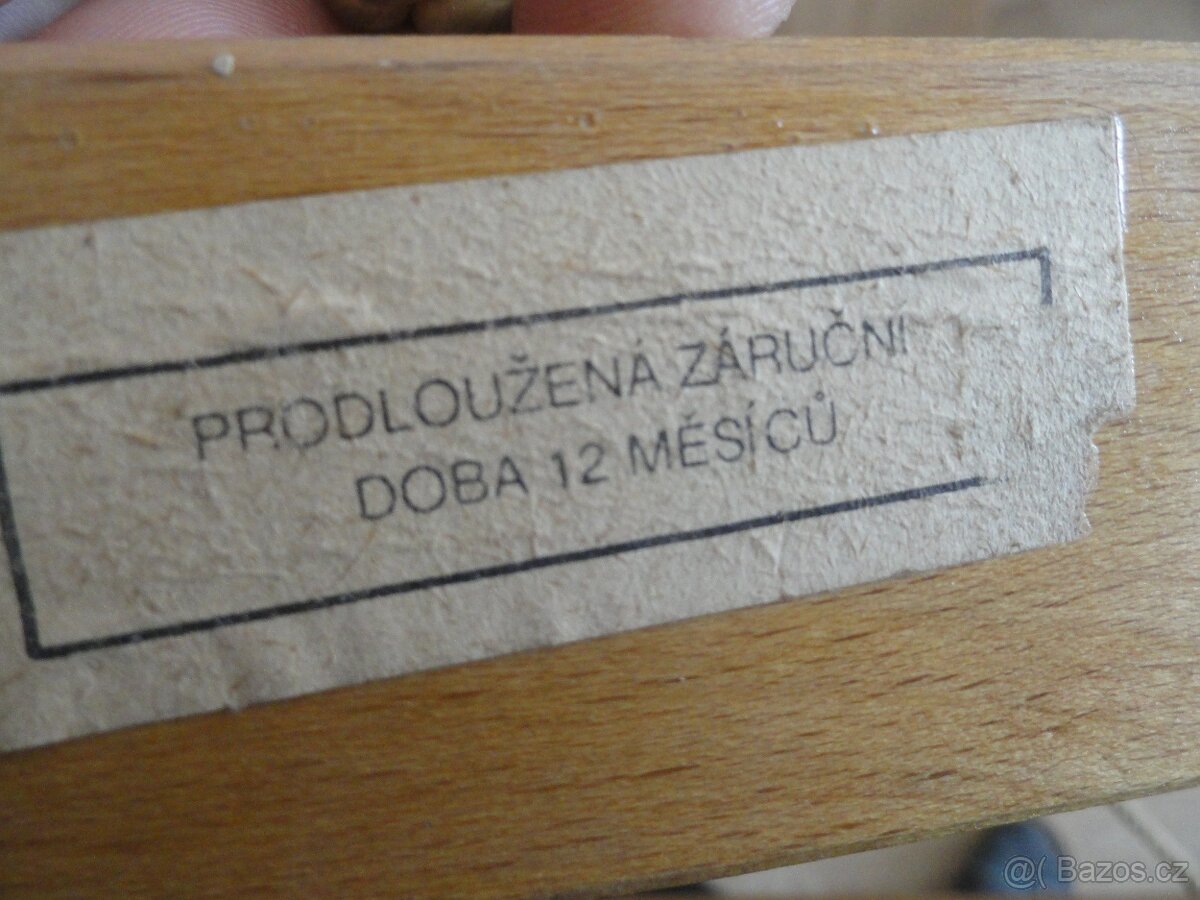 PRODLOUŽENÁ ZÁRUČNÍ
DOBA 12 MĚSÍCŮ
@( Bazos.cz